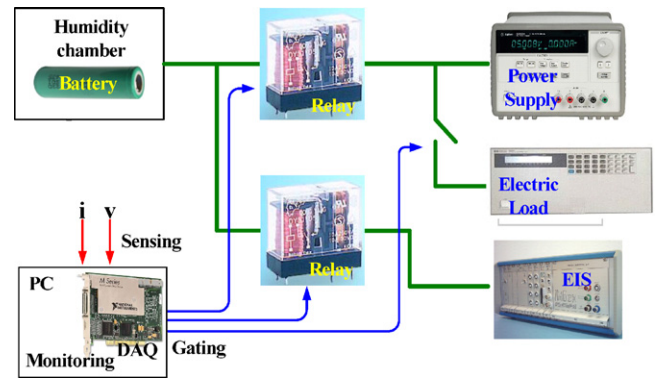 Humidity
chamber
Battery
Relay
Power
Supply
Electric
Load
Relay
EIS
i
v
Sensing
PC
DAQ
Monitoring
Gating